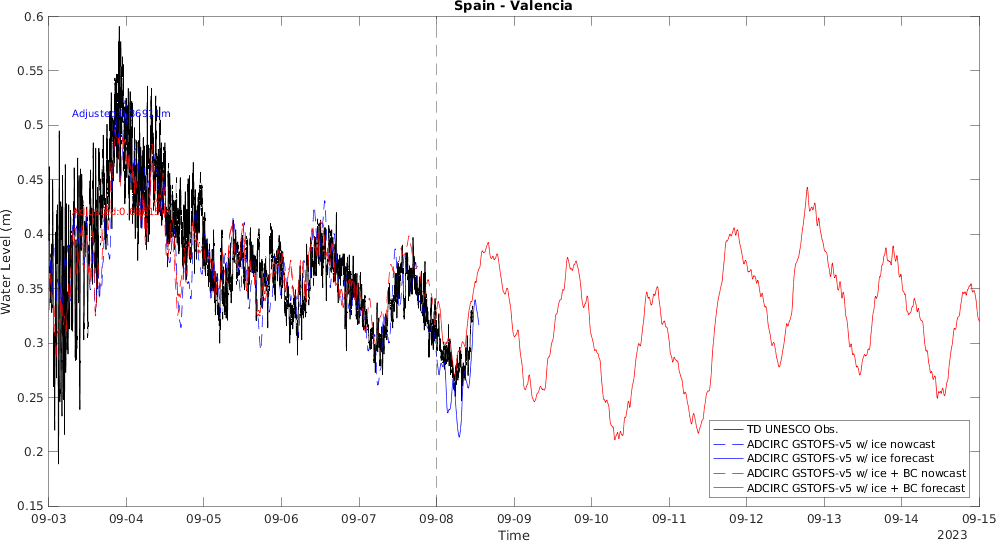 Spain - Valencia
Water Level (m)
0.6
0.55
0.5
0.45
0.4
0.35
0.3
0.25
0.2
0.15
TD UNESCO Obs.
ADCIRC GSTOFS-v5 w/ ice nowcast
ADCIRC GSTOFS-v5 w/ ice forecast
ADCIRC GSTOFS-v5 w/ ice + BC nowcast
ADCIRC GSTOFS-v5 w/ ice + BC forecast
09-03 09-04 09-05 09-06 09-07 09-08 09-09 09-10 09-11 09-12 09-13 09-14 09-15
Time
2023